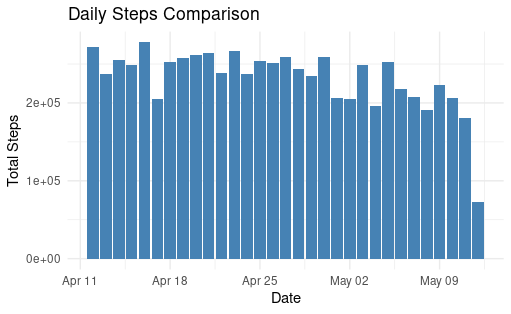 Daily Steps Comparison
Total Steps
2e+05
1e+05
0e+00
Apr 11 Apr 18 Apr 25 May 02 May 09
Date